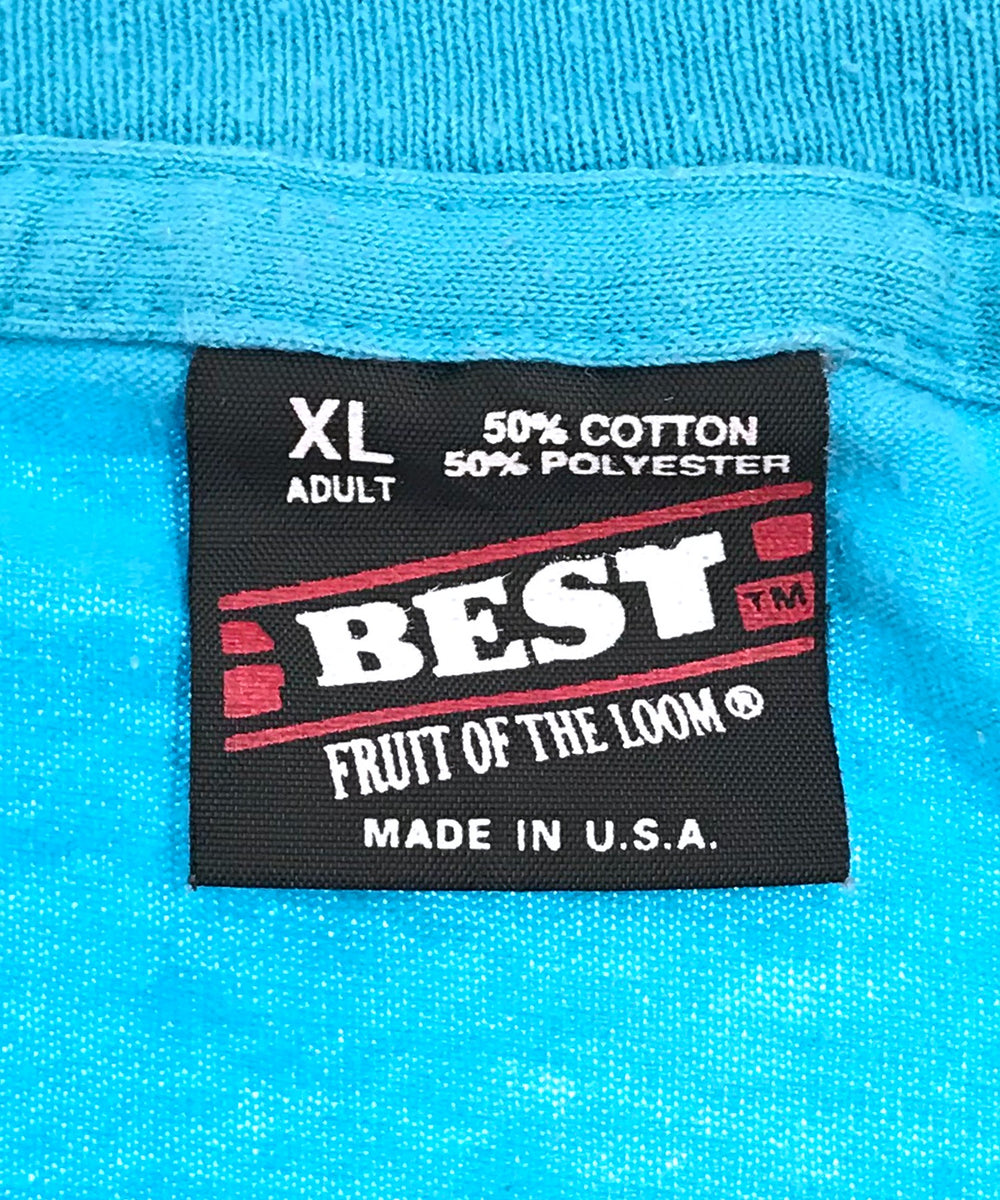 XL
ADULT
50% COTTON
50% POLYESTER
BEST
TM
FRUIT OF THE LOOM®
MADE IN U.S.A.